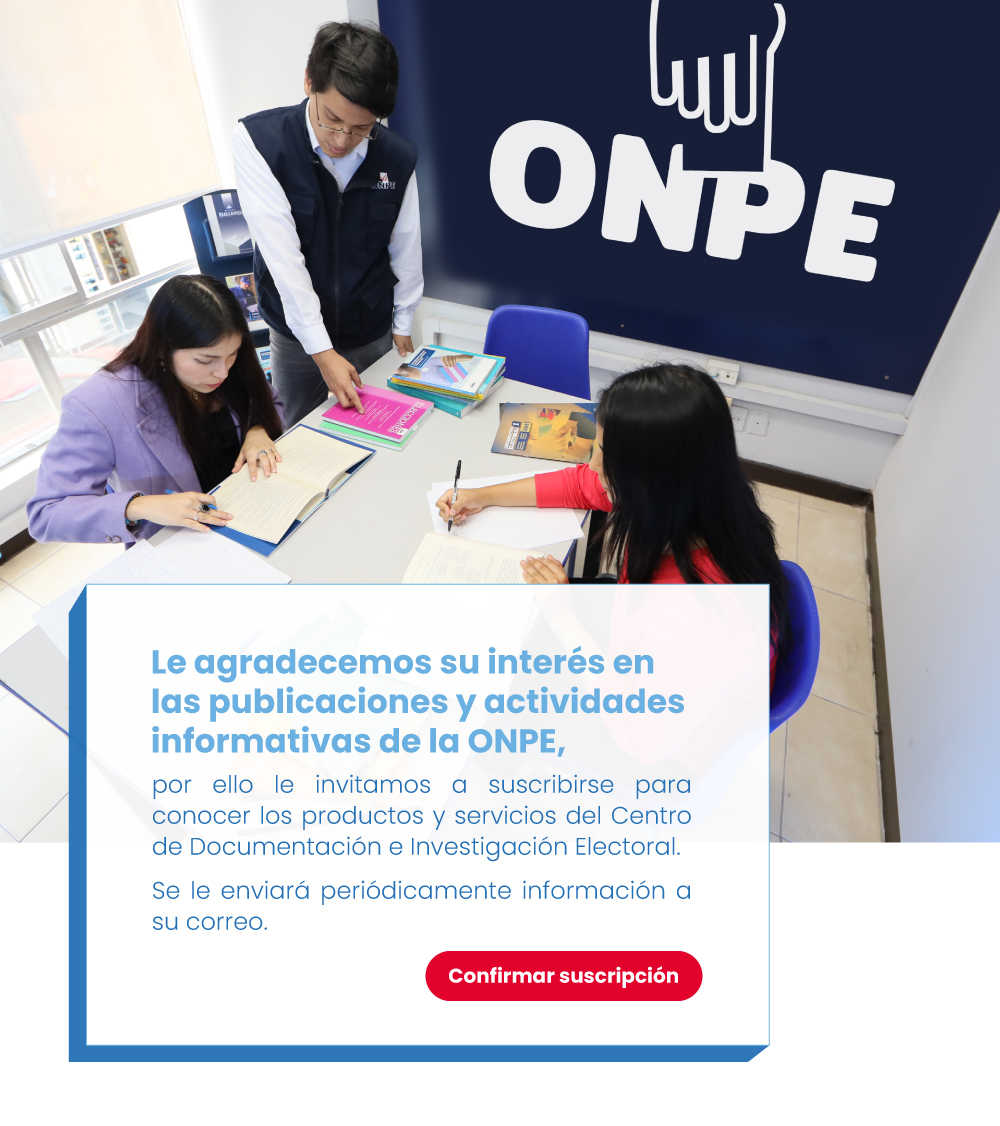 ONPE
ONPE
Le agradecemos su interés en
las publicaciones y actividades
informativas de la ONPE,
por ello le invitamos a suscribirse para
conocer los productos y servicios del Centro
de Documentación e Investigación Electoral.
Se le enviará periódicamente información a
su correo.
Confirmar suscripción